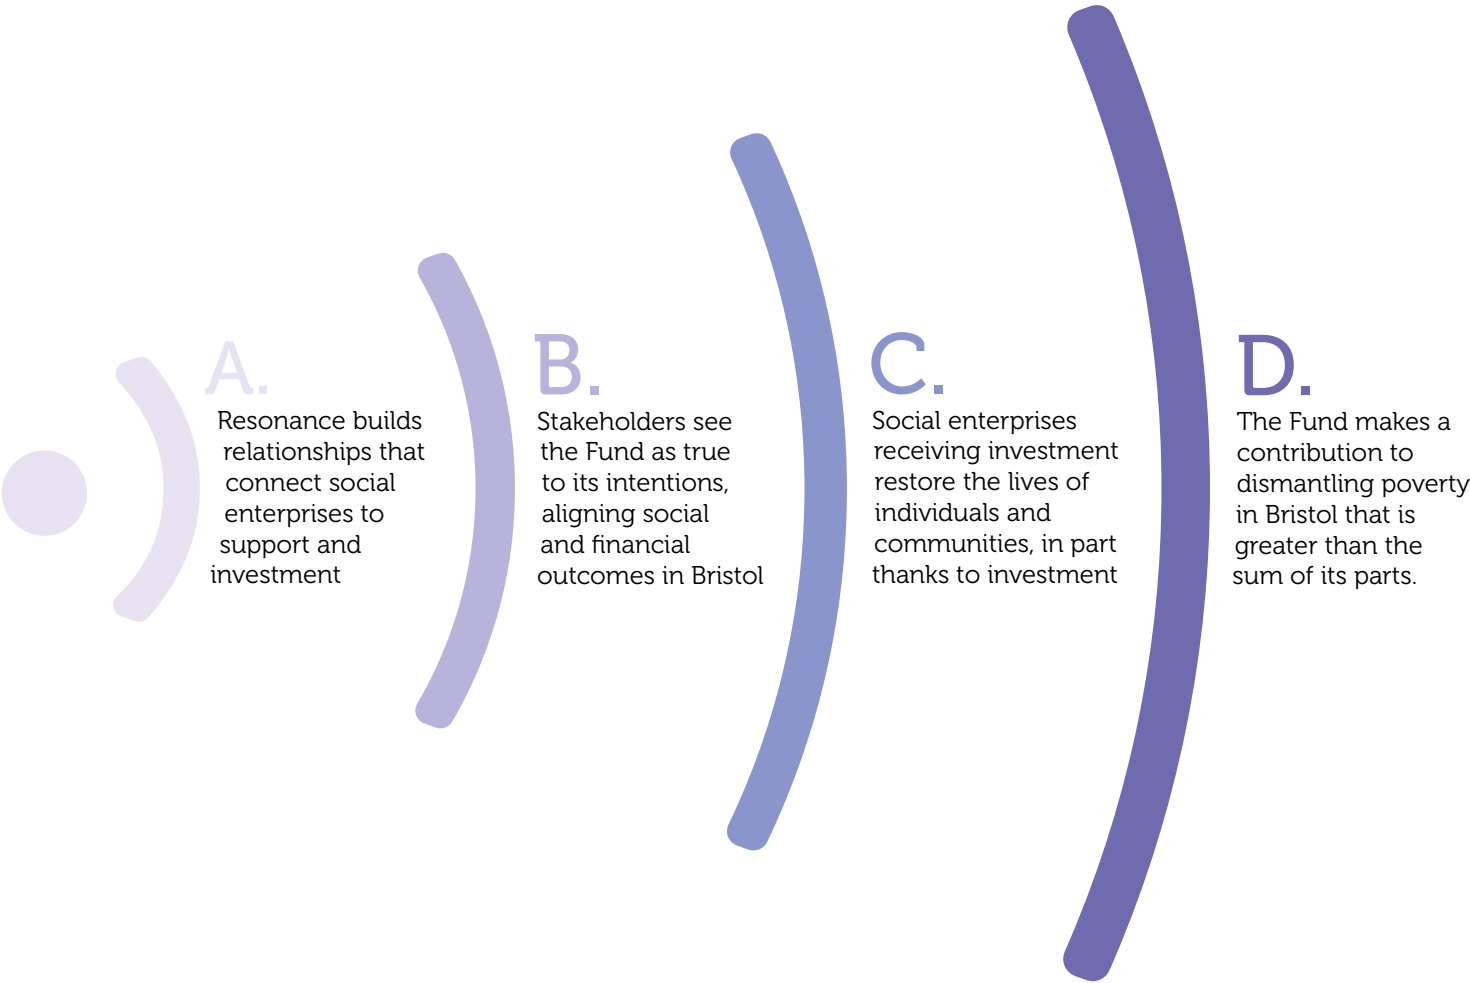 A.
Resonance builds
relationships that
connect social
enterprises to
support and
investment
B.
Stakeholders see
the Fund as true
to its intentions,
aligning social
and financial
outcomes in Bristol
C.
Social enterprises
receiving investment
restore the lives of
individuals and
communities, in part
thanks to investment
D.
The Fund makes a
contribution to
dismantling poverty
in Bristol that is
greater than the
sum of its parts.